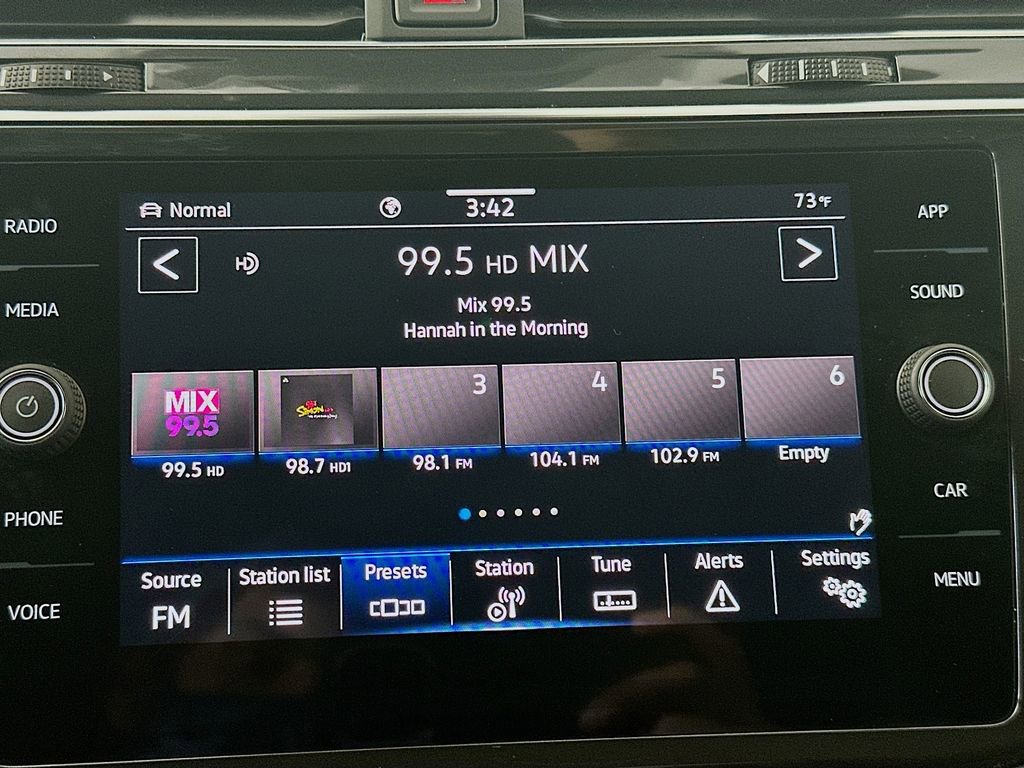 Normal
3:42
73°F
RADIO
APP
99.5 HD MIX
HD
MEDIA
SOUND
Mix 99.5
Hannah in the Morning
MIX
99.5
SIMON
3
4
5
6
99.5 HD
98.7 HD1
98.1 FM
104.1 FM
102.9 FM
Empty
PHONE
CAR
Source
FM
Station list
Presets
Station
Tune
Alerts
Settings
VOICE
MENU